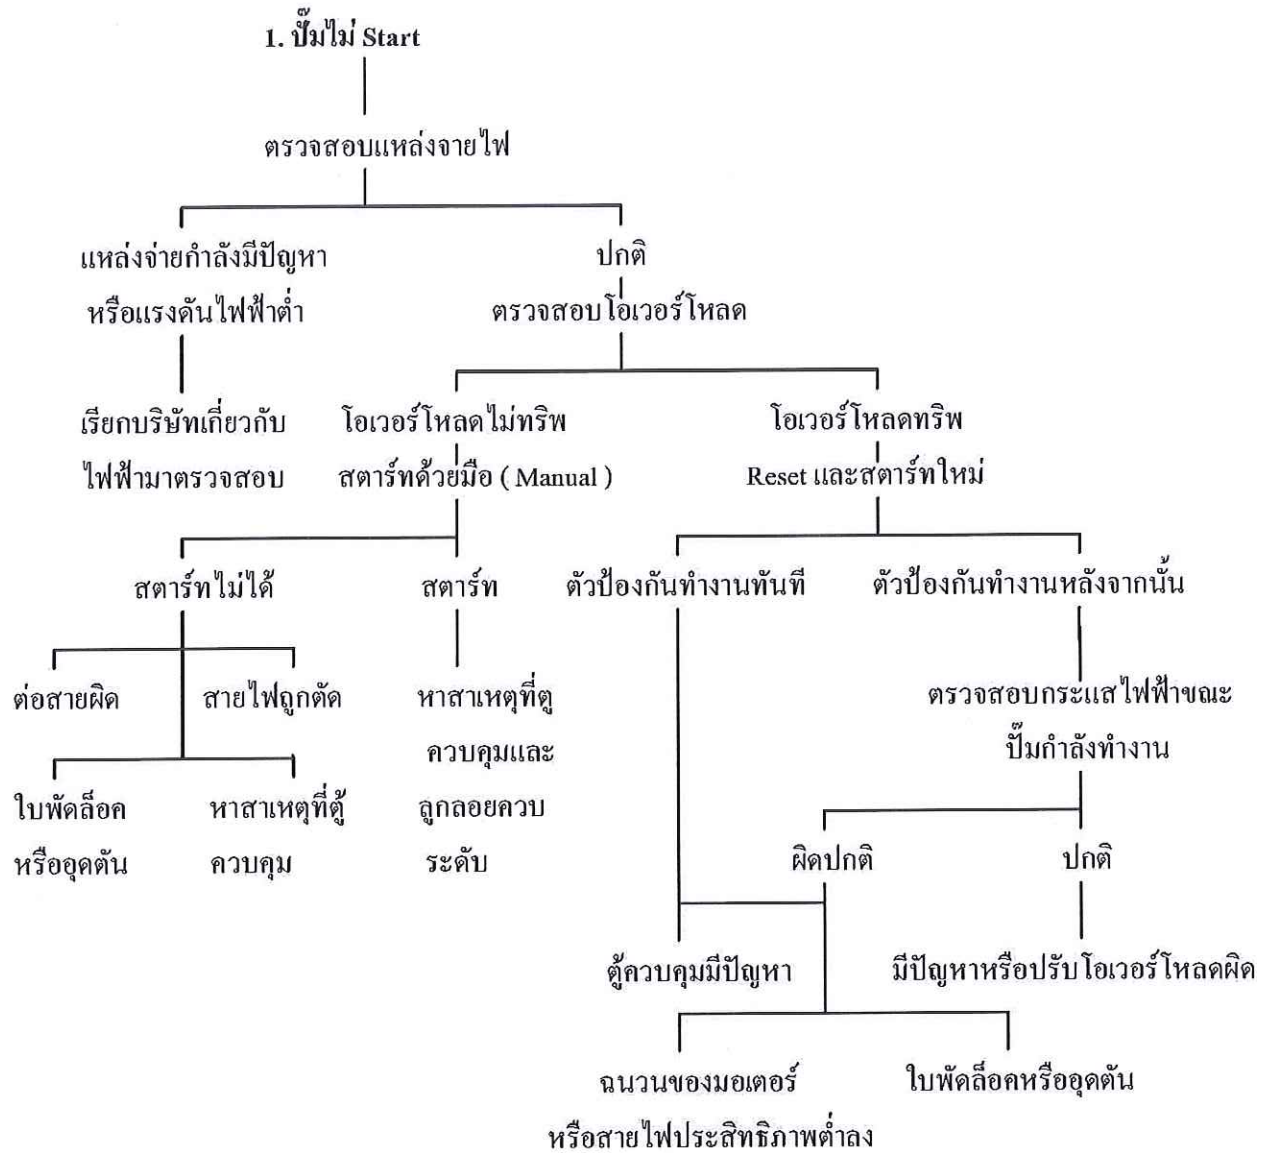 1. ปั๊มไม่ Start
ตรวจสอบแหล่งจายไฟ
แหล่งจ่ายกำลังมีปัญหา
หรือแรงดันไฟฟ้าต่ำ
ปกติ
ตรวจสอบโอเวอร์โหลด
เรียกบริษัทเกี่ยวกับ
ไฟฟ้ามาตรวจสอบ
โอเวอร์โหลดไม่ทริพ
สตาร์ทด้วยมือ ( Manual )
โอเวอร์โหลดทริพ
Reset และสตาร์ทใหม่
สตาร์ทไม่ได้
สตาร์ท
ตัวป้องกันทำงานทันที
ตัวป้องกันทำงานหลังจากนั้น
ต่อสายผิด
สายไฟถูกตัด
ใบพัดล็อค
หรืออุดตัน
หาสาเหตุที่ตู้
ควบคุม
หาสาเหตุที่ตู
ควบคุมและ
ลูกลอยควบ
ระดับ
ตรวจสอบกระแสไฟฟ้าขณะ
ปั๊มกำลังทำงาน
ผิดปกติ
ปกติ
ตู้ควบคุมมีปัญหา
มีปัญหาหรือปรับโอเวอร์โหลดผิด
ฉนวนของมอเตอร์
หรือสายไฟประสิทธิภาพต่ำลง
ใบพัดล็อคหรืออุดตัน